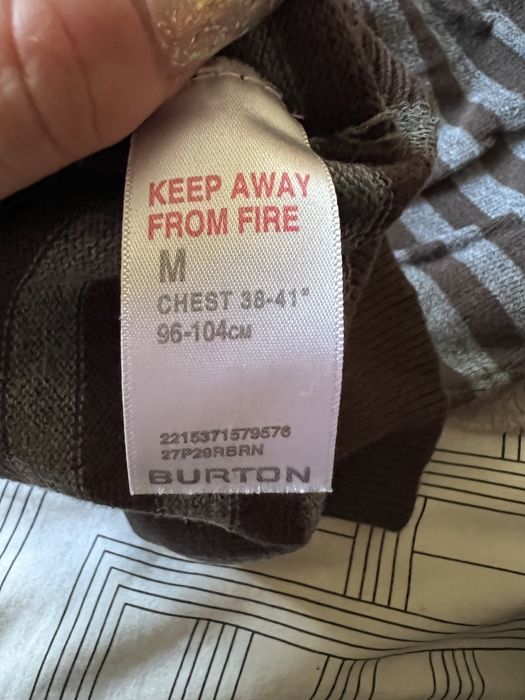 KEEP AWAY
FROM FIRE
M
CHEST 38-41"
96-104CM
2215371579576
27P29RBRN
BURTON